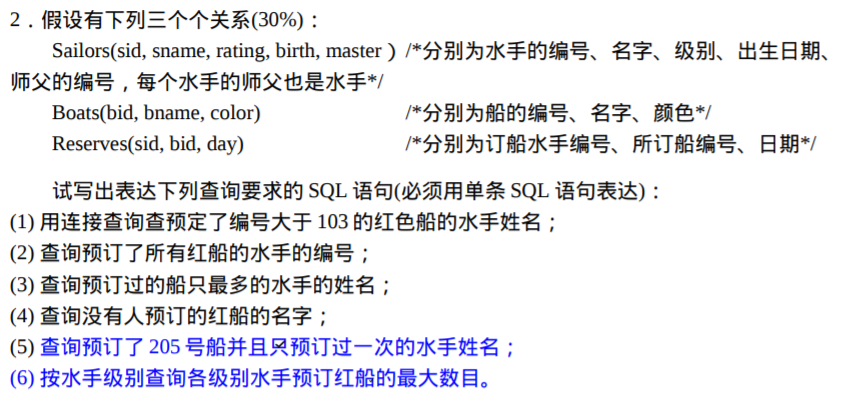 2．假设有下列三个个关系(30%)：
Sailors(sid, sname, rating, birth, master ) /*分别为水手的编号、名字、级别、出生日期、
师父的编号，每个水手的师父也是水手*/
Boats(bid, bname, color) /*分别为船的编号、名字、颜色*/
Reserves(sid, bid, day) /*分别为订船水手编号、所订船编号、日期*/
试写出表达下列查询要求的 SQL 语句(必须用单条 SQL 语句表达)：
(1) 用连接查询查预定了编号大于 103 的红色船的水手姓名；
(2) 查询预订了所有红船的水手的编号；
(3) 查询预订过的船只最多的水手的姓名；
(4) 查询没有人预订的红船的名字；
(5) 查询预订了 205 号船并且只预订过一次的水手姓名；
(6) 按水手级别查询各级别水手预订红船的最大数目。